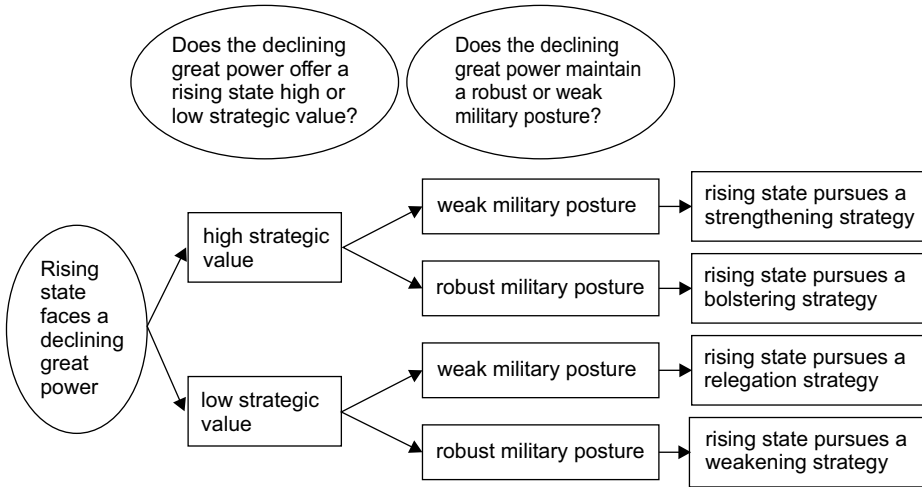 Does the declining
great power offer a
rising state high or
low strategic value?
Does the declining
great power maintain
a robust or weak
military posture?
Rising
state
faces a
declining
great
power
high strategic
value
weak military posture
rising state pursues a
strengthening strategy
robust military posture
rising state pursues a
bolstering strategy
low strategic
value
weak military posture
rising state pursues a
relegation strategy
robust military posture
rising state pursues a
weakening strategy